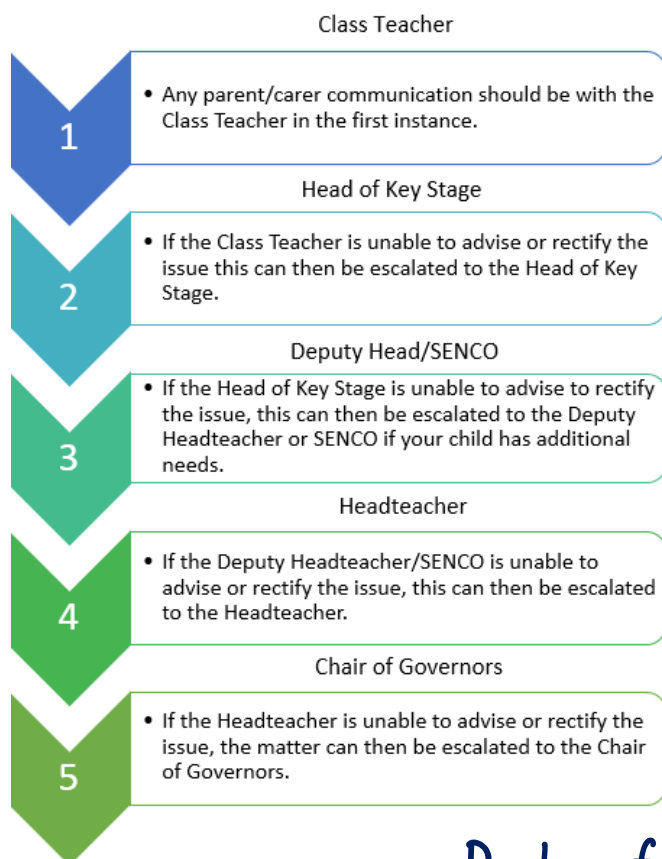 Class Teacher
• Any parent/carer communication should be with the
Class Teacher in the first instance.
1
Head of Key Stage
• If the Class Teacher is unable to advise or rectify the
issue this can then be escalated to the Head of Key
Stage.
2
Deputy Head/SENCO
• If the Head of Key Stage is unable to advise to rectify
the issue, this can then be escalated to the Deputy
Headteacher or SENCO if your child has additional
needs.
3
Headteacher
• If the Deputy Headteacher/SENCO is unable to
advise or rectify the issue, this can then be escalated
to the Headteacher.
4
Chair of Governors
• If the Headteacher is unable to advise or rectify the
issue, the matter can then be escalated to the Chair
of Governors.
5